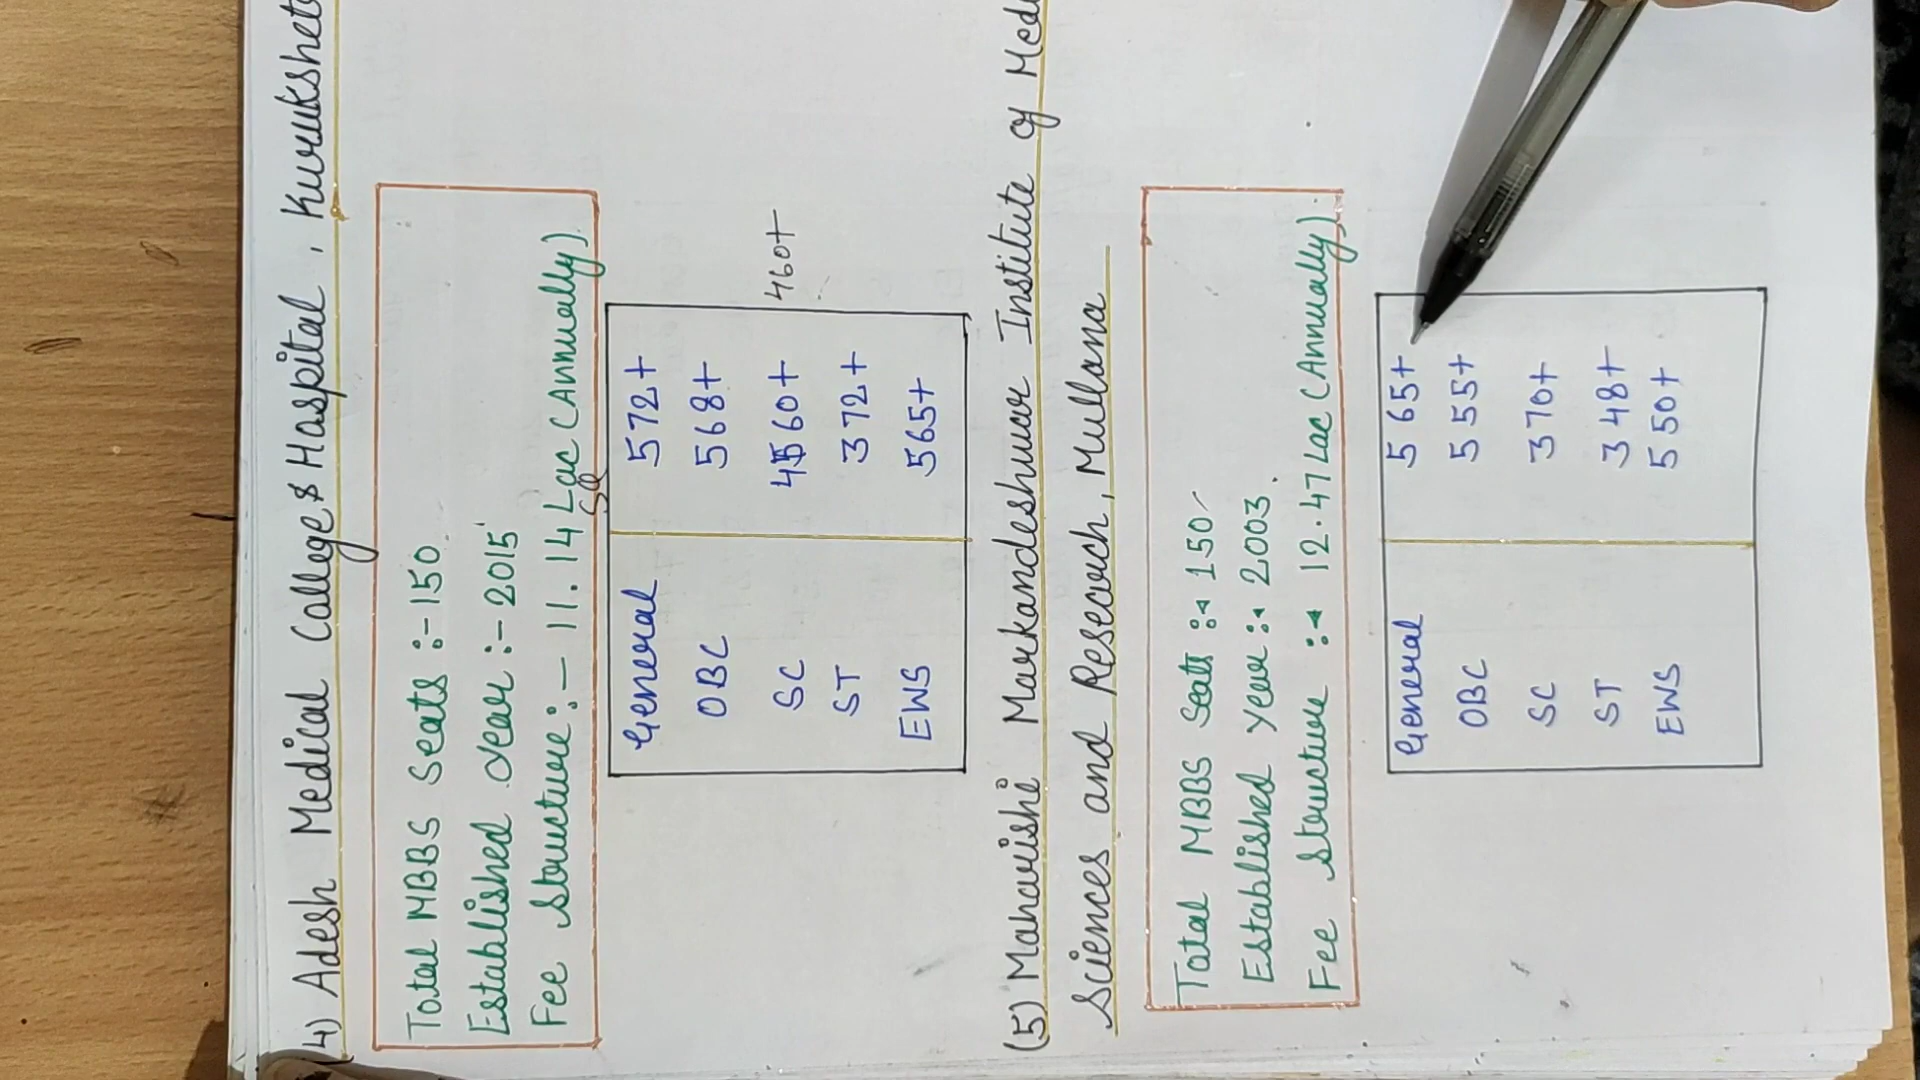 4) Adesh Medical College & Hospital, Kurukshet
Total MBBS Seats :- 150
Established Year :- 2015
Fee Structure :- 11.14 Lac (Annually)
General 572+
OBC 568+
SC 4560+ 460+
ST 372+
EWS 565+
(5) Maharishi Markandeshwar Institute of Med
Sciences and Research, Mullana
Total MBBS Seats :- 150
Established Year :- 2003.
Fee Structure :- 12.47 Lac (Annually)
General 565+
OBC 555+
SC 370+
ST 348+
EWS 550+